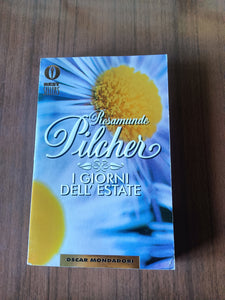 Rosamunde
Pilcher
I GIORNI
DELL'ESTATE
OSCAR MONDADORI